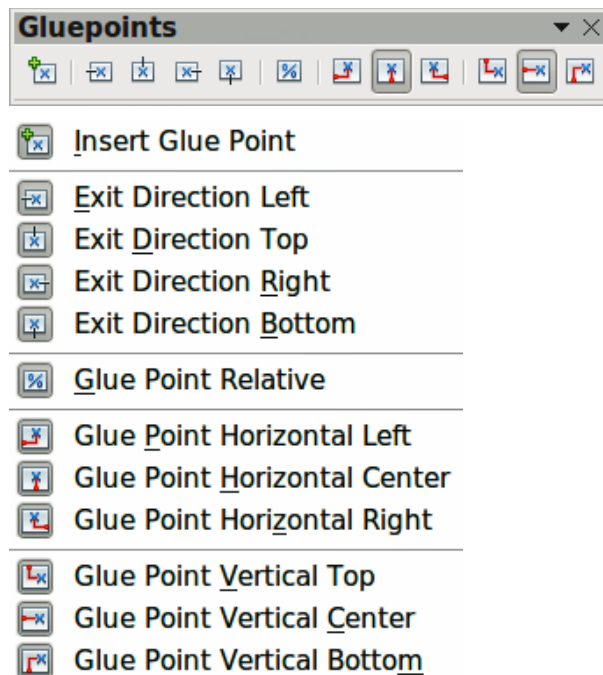 Gluepoints
Insert Glue Point
Exit Direction Left
Exit Direction Top
Exit Direction Right
Exit Direction Bottom
Glue Point Relative
Glue Point Horizontal Left
Glue Point Horizontal Center
Glue Point Horizontal Right
Glue Point Vertical Top
Glue Point Vertical Center
Glue Point Vertical Bottom